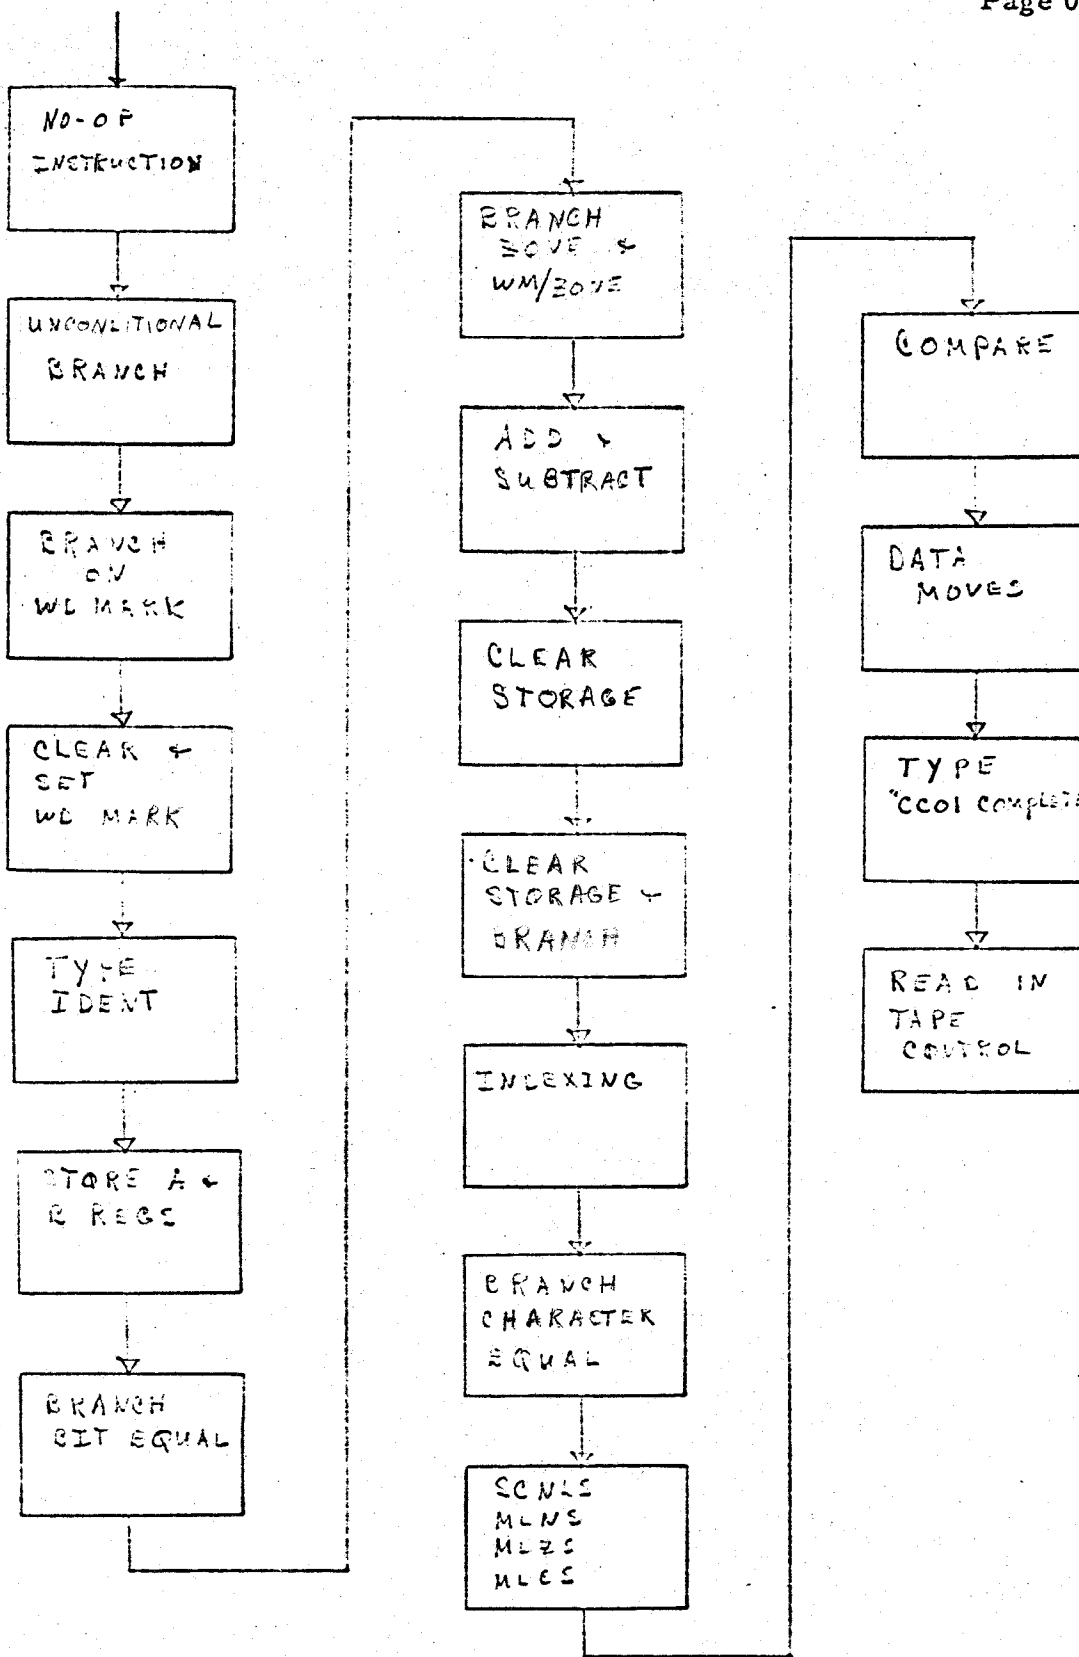 Page 0
NO-OP
INSTRUCTION
UNCONDITIONAL
BRANCH
BRANCH
ON
WD MARK
CLEAR &
SET
WD MARK
TYPE
IDENT
STORE A &
B REGS
BRANCH
BIT EQUAL
BRANCH
ZONE &
WM/ZONE
ADD &
SUBTRACT
CLEAR
STORAGE
CLEAR
STORAGE &
BRANCH
INDEXING
BRANCH
CHARACTER
EQUAL
SCNLS
MLNS
MLZS
MLCS
COMPARE
DATA
MOVES
TYPE
"CC01 COMPLETE
READ IN
TAPE
CONTROL